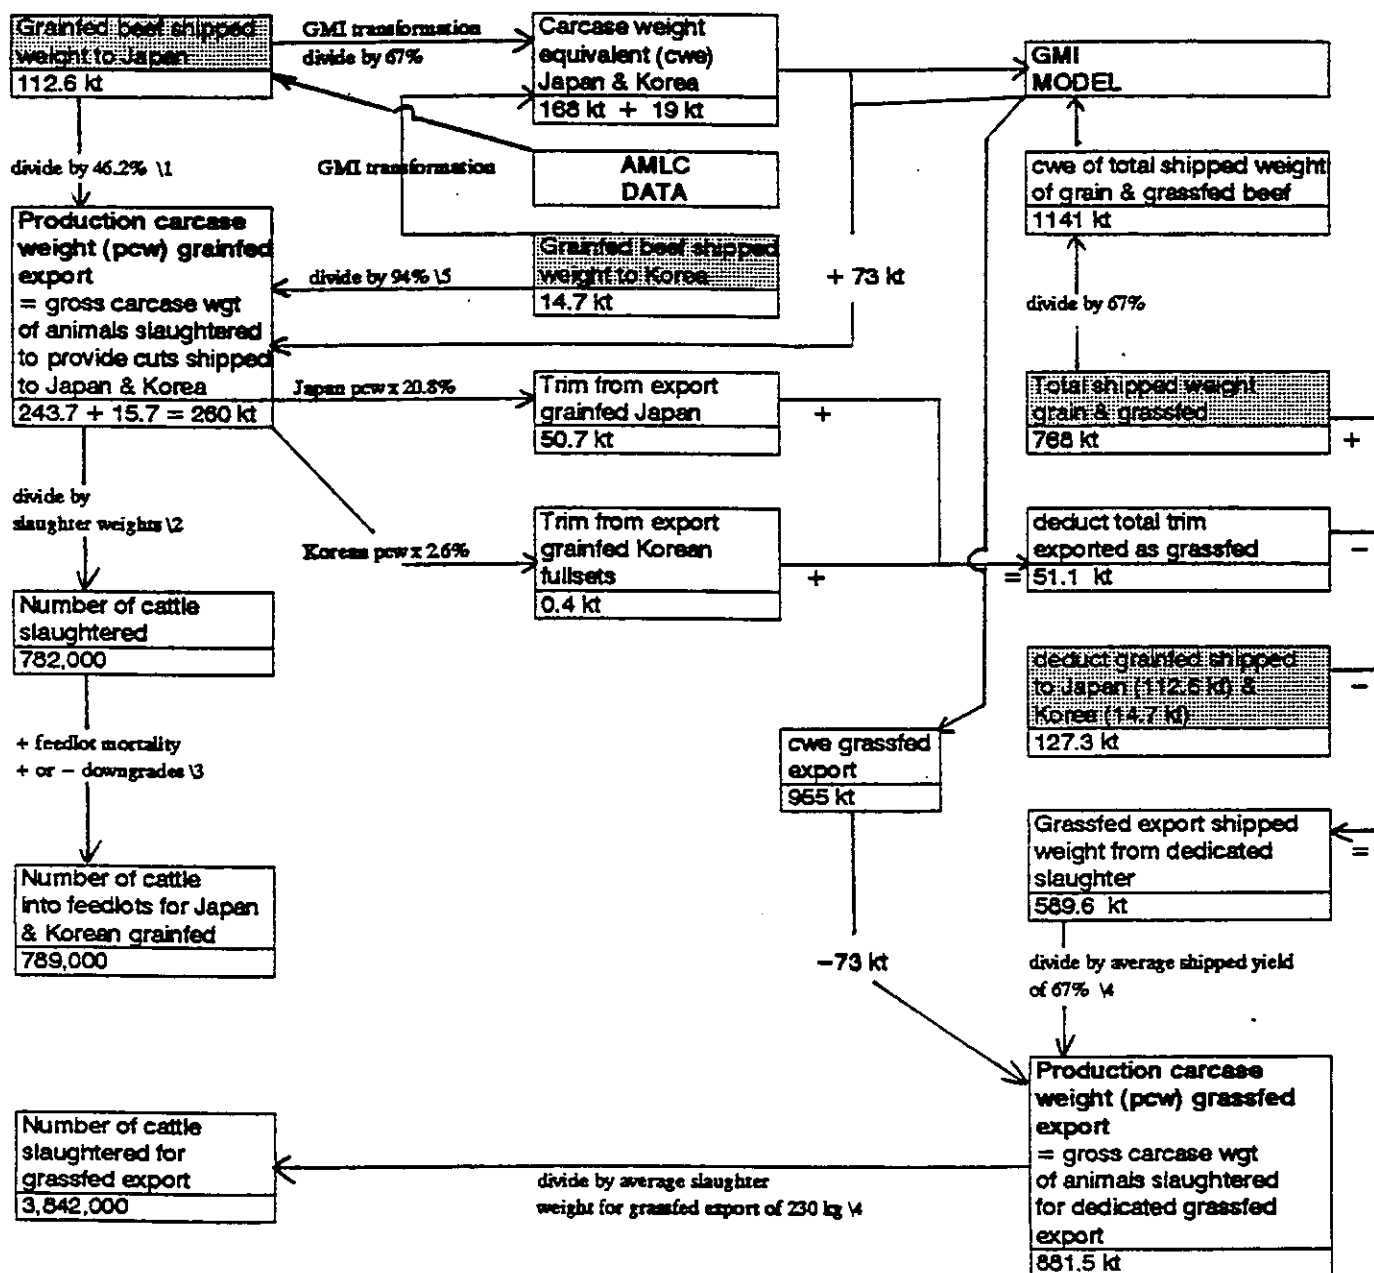 Grainfed beef shipped
weight to Japan
112.6 kt
GMI transformation
divide by 67%
Carcase weight
equivalent (cwe)
Japan & Korea
168 kt + 19 kt
GMI
MODEL
divide by 46.2% \1
GMI transformation
AMLC
DATA
cwe of total shipped weight
of grain & grassfed beef
1141 kt
Production carcase
weight (pcw) grainfed
export
= gross carcase wgt
of animals slaughtered
to provide cuts shipped
to Japan & Korea
243.7 + 15.7 = 260 kt
divide by 94% \5
Grainfed beef shipped
weight to Korea
14.7 kt
+ 73 kt
divide by 67%
Japan pcw x 20.8%
Trim from export
grainfed Japan
50.7 kt
+
Total shipped weight
grain & grassfed
768 kt
+
divide by
slaughter weights \2
Korean pcw x 2.6%
Trim from export
grainfed Korean
fullsets
0.4 kt
+
=
deduct total trim
exported as grassfed
51.1 kt
−
Number of cattle
slaughtered
782,000
deduct grainfed shipped
to Japan (112.6 kt) &
Korea (14.7 kt)
127.3 kt
−
+ feedlot mortality
+ or − downgrades \3
cwe grassfed
export
955 kt
Grassfed export shipped
weight from dedicated
slaughter
589.6 kt
=
Number of cattle
into feedlots for Japan
& Korean grainfed
789,000
−73 kt
divide by average shipped yield
of 67% \4
Production carcase
weight (pcw) grassfed
export
= gross carcase wgt
of animals slaughtered
for dedicated grassfed
export
881.5 kt
Number of cattle
slaughtered for
grassfed export
3,842,000
divide by average slaughter
weight for grassfed export of 230 kg \4